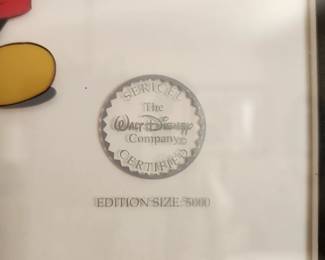 SERICEL
The
WALT DISNEY
Company©
CERTIFIED
EDITION SIZE: 5000